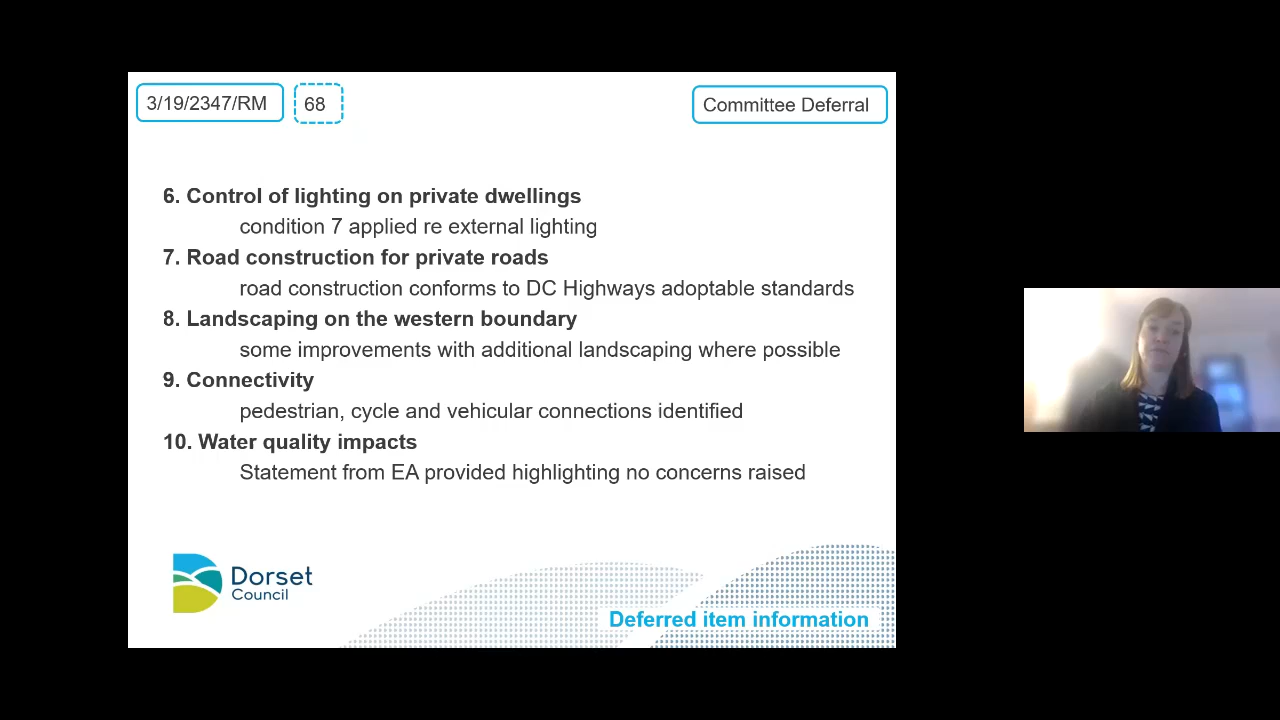 3/19/2347/RM
68
Committee Deferral
6. Control of lighting on private dwellings
condition 7 applied re external lighting
7. Road construction for private roads
road construction conforms to DC Highways adoptable standards
8. Landscaping on the western boundary
some improvements with additional landscaping where possible
9. Connectivity
pedestrian, cycle and vehicular connections identified
10. Water quality impacts
Statement from EA provided highlighting no concerns raised
Dorset
Council
Deferred item information